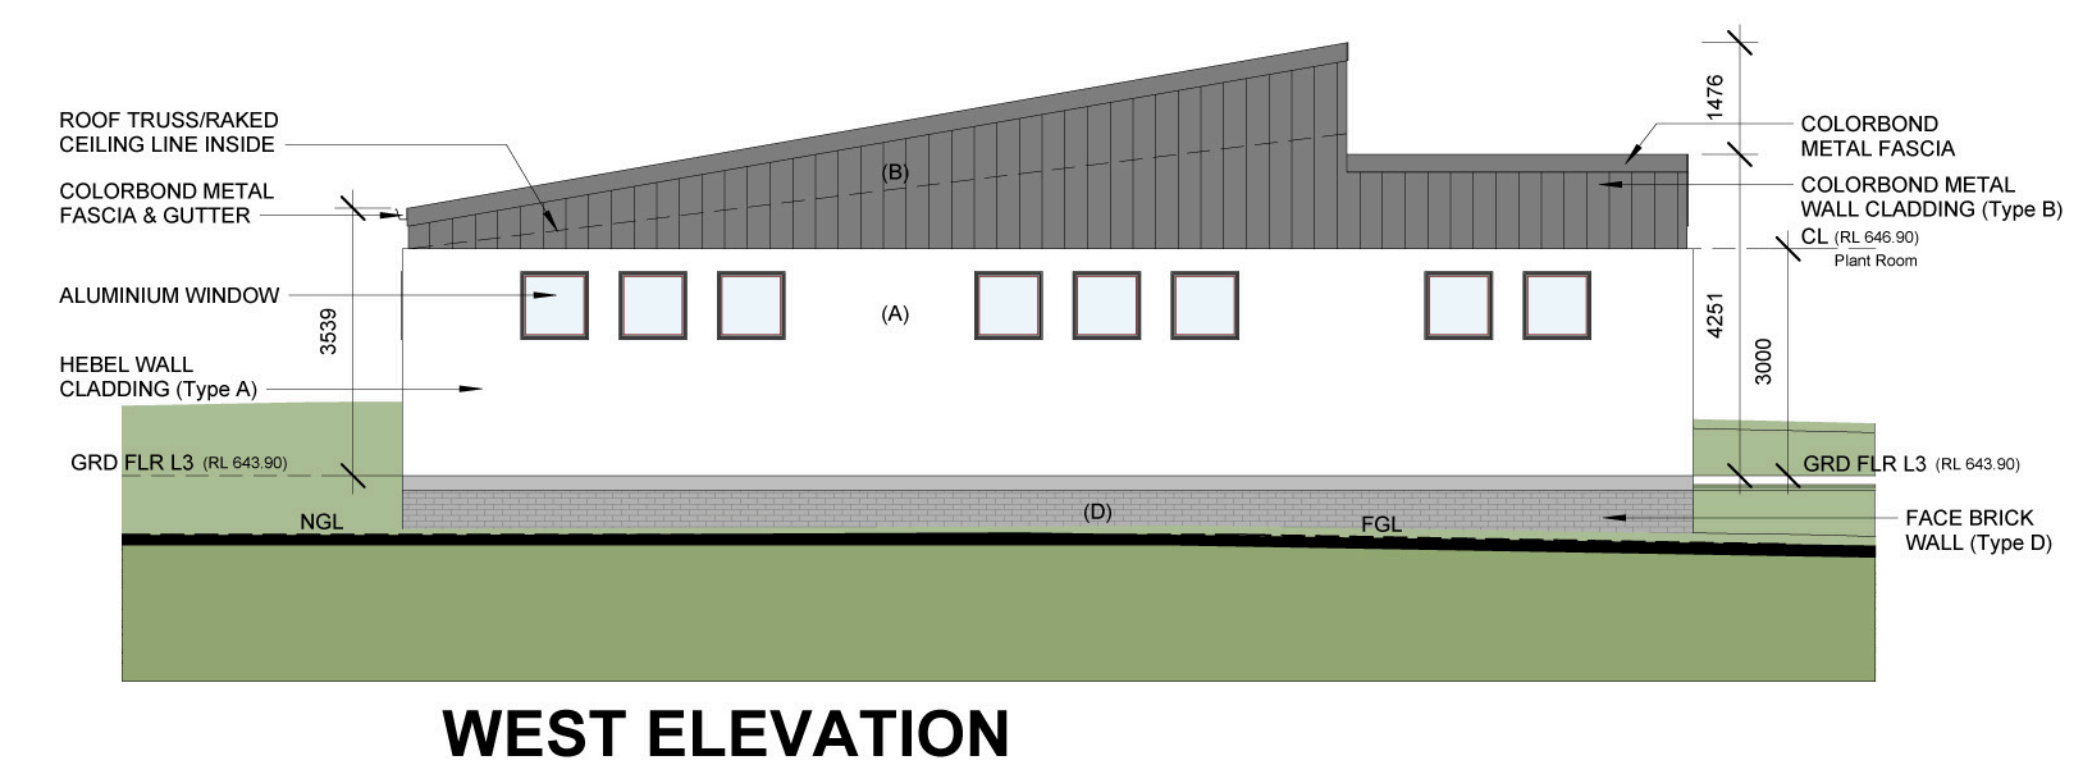 ROOF TRUSS/RAKED
CEILING LINE INSIDE
COLORBOND METAL
FASCIA & GUTTER
ALUMINIUM WINDOW
3539
HEBEL WALL
CLADDING (Type A)
GRD FLR L3 (RL 643.90)
NGL
(B)
(A)
(D)
FGL
1476
COLORBOND
METAL FASCIA
COLORBOND METAL
WALL CLADDING (Type B)
CL (RL 646.90)
Plant Room
4251
3000
GRD FLR L3 (RL 643.90)
FACE BRICK
WALL (Type D)
WEST ELEVATION